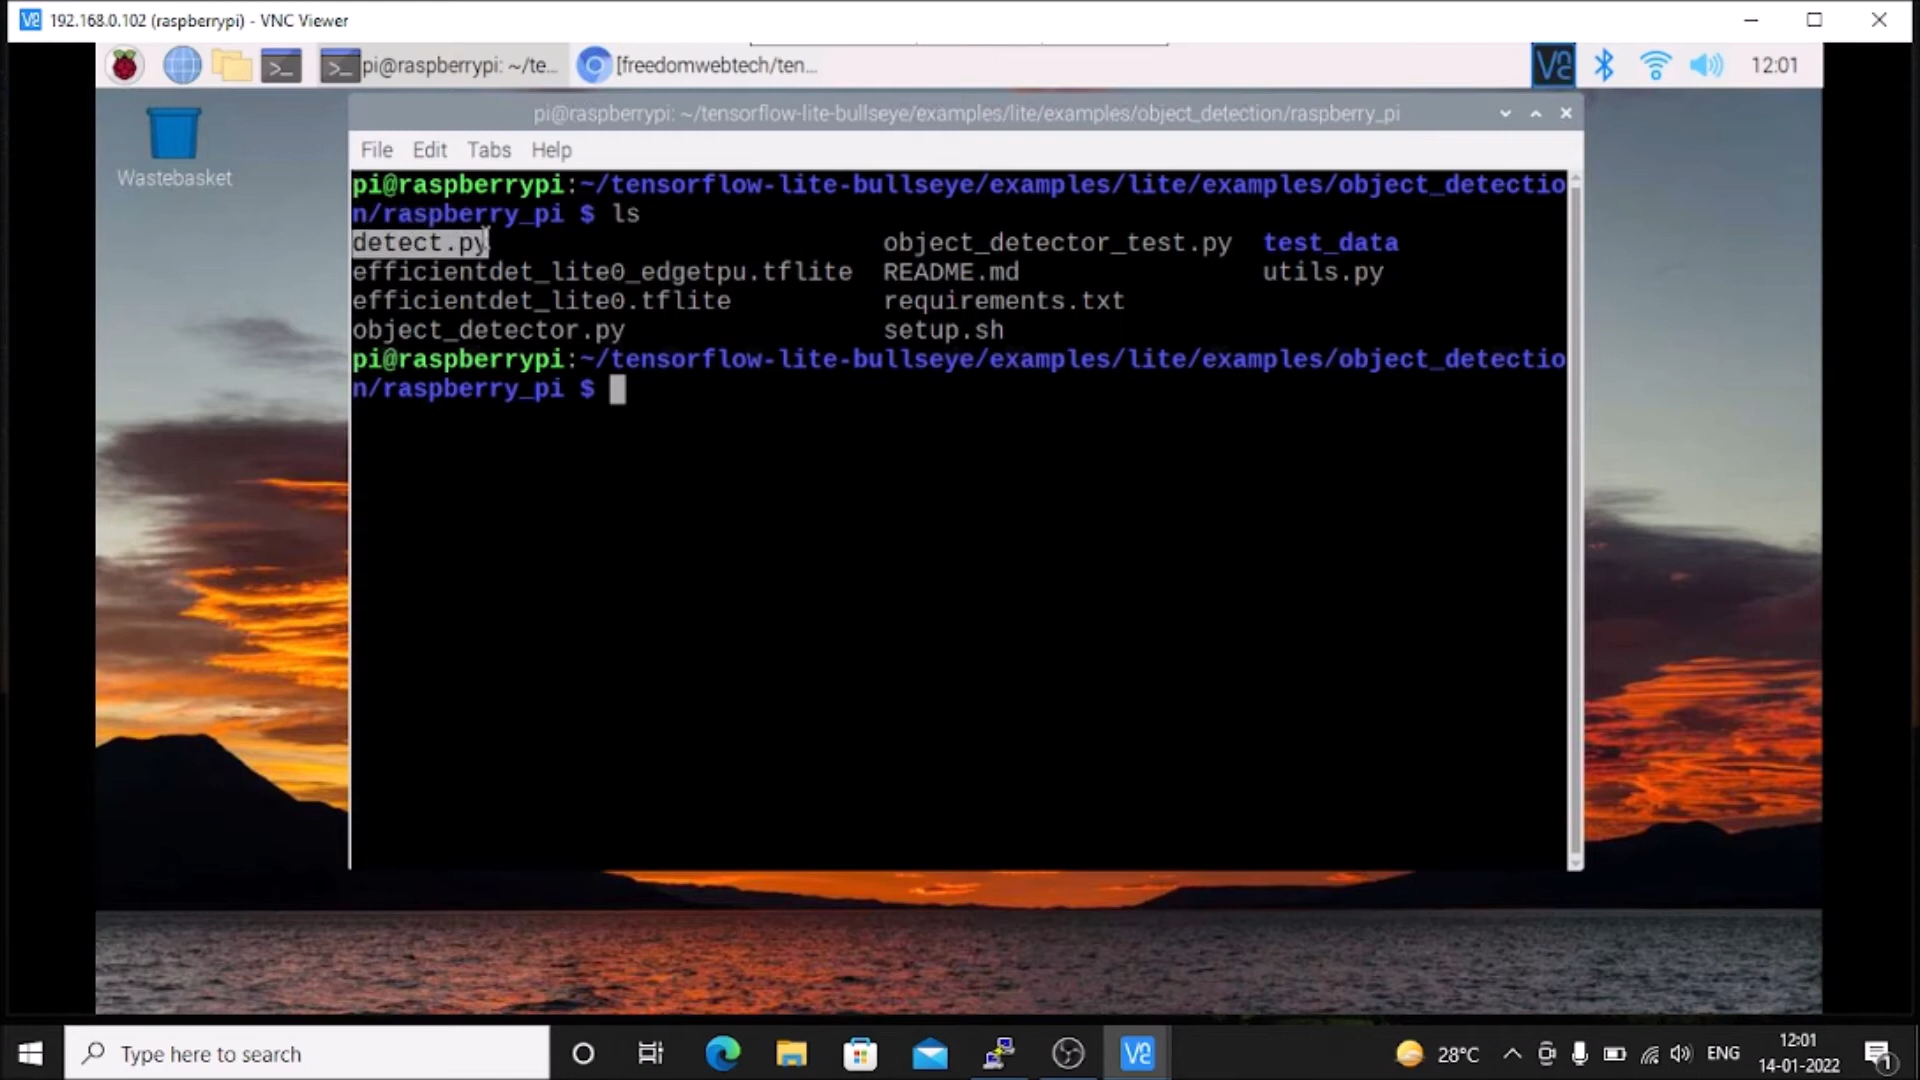 192.168.0.102 (raspberrypi) - VNC Viewer
pi@raspberrypi: ~/te...
[freedomwebtech/ten...
12:01
Wastebasket
pi@raspberrypi: ~/tensorflow-lite-bullseye/examples/lite/examples/object_detection/raspberry_pi
File Edit Tabs Help
pi@raspberrypi:~/tensorflow-lite-bullseye/examples/lite/examples/object_detectio
n/raspberry_pi $ ls
detect.py object_detector_test.py test_data
efficientdet_lite0_edgetpu.tflite README.md utils.py
efficientdet_lite0.tflite requirements.txt
object_detector.py setup.sh
pi@raspberrypi:~/tensorflow-lite-bullseye/examples/lite/examples/object_detectio
n/raspberry_pi $
Type here to search
28°C
ENG
12:01
14-01-2022
1